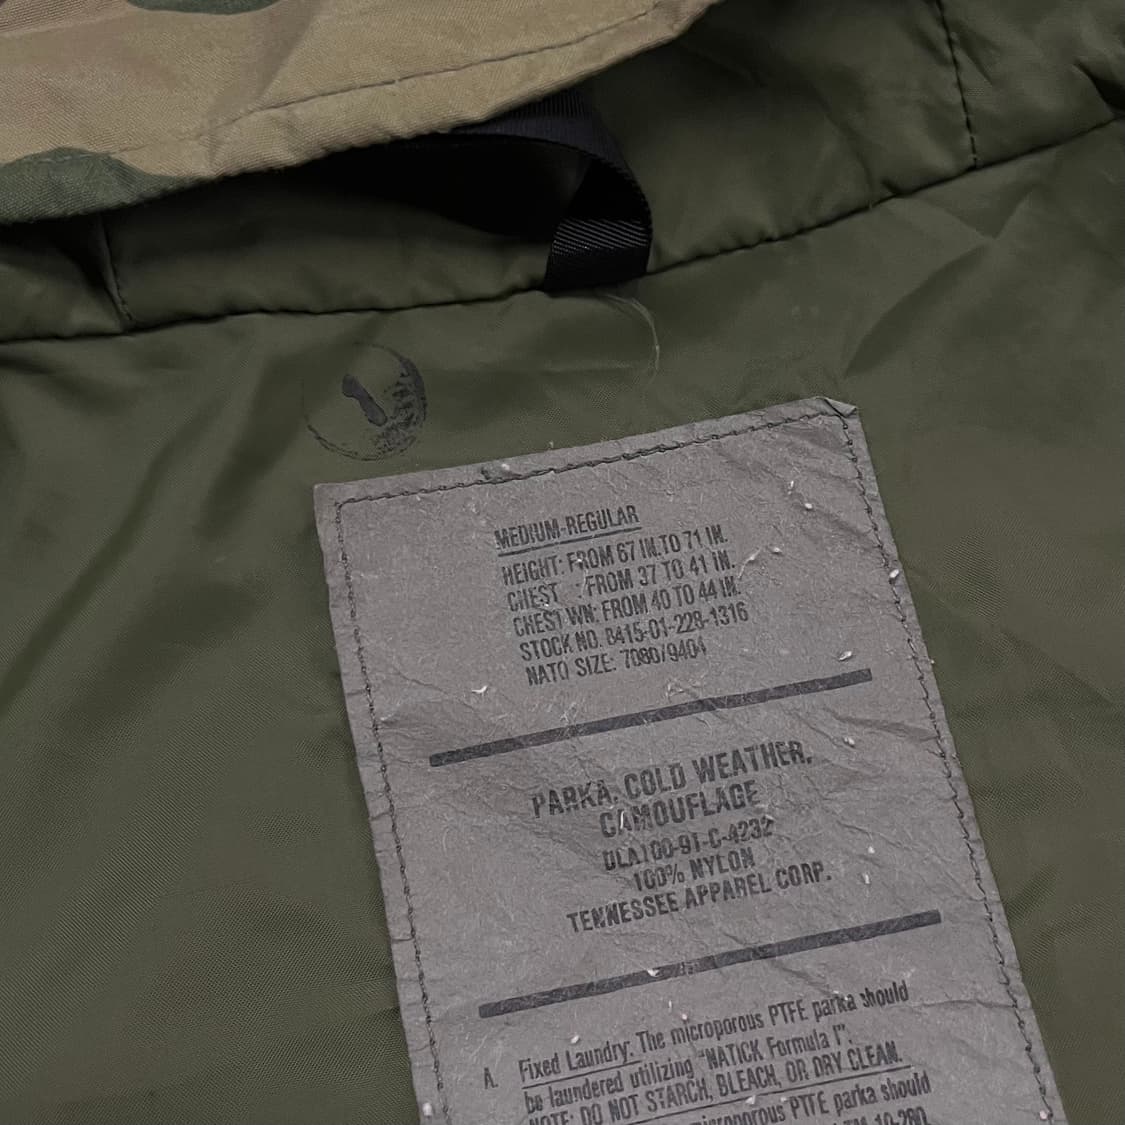 MEDIUM-REGULAR
HEIGHT: FROM 67 IN.TO 71 IN.
CHEST : FROM 37 TO 41 IN.
CHEST WN: FROM 40 TO 44 IN.
STOCK NO. 8415-01-228-1316
NATO SIZE: 7080/9404
PARKA, COLD WEATHER,
CAMOUFLAGE
DLA100-91-C-4232
100% NYLON
TENNESSEE APPAREL CORP.
A. Fixed Laundry: The microporous PTFE parka should
be laundered utilizing "NATICK Formula I".
NOTE: DO NOT STARCH, BLEACH, OR DRY CLEAN.
microporous PTFE parka should
10-280